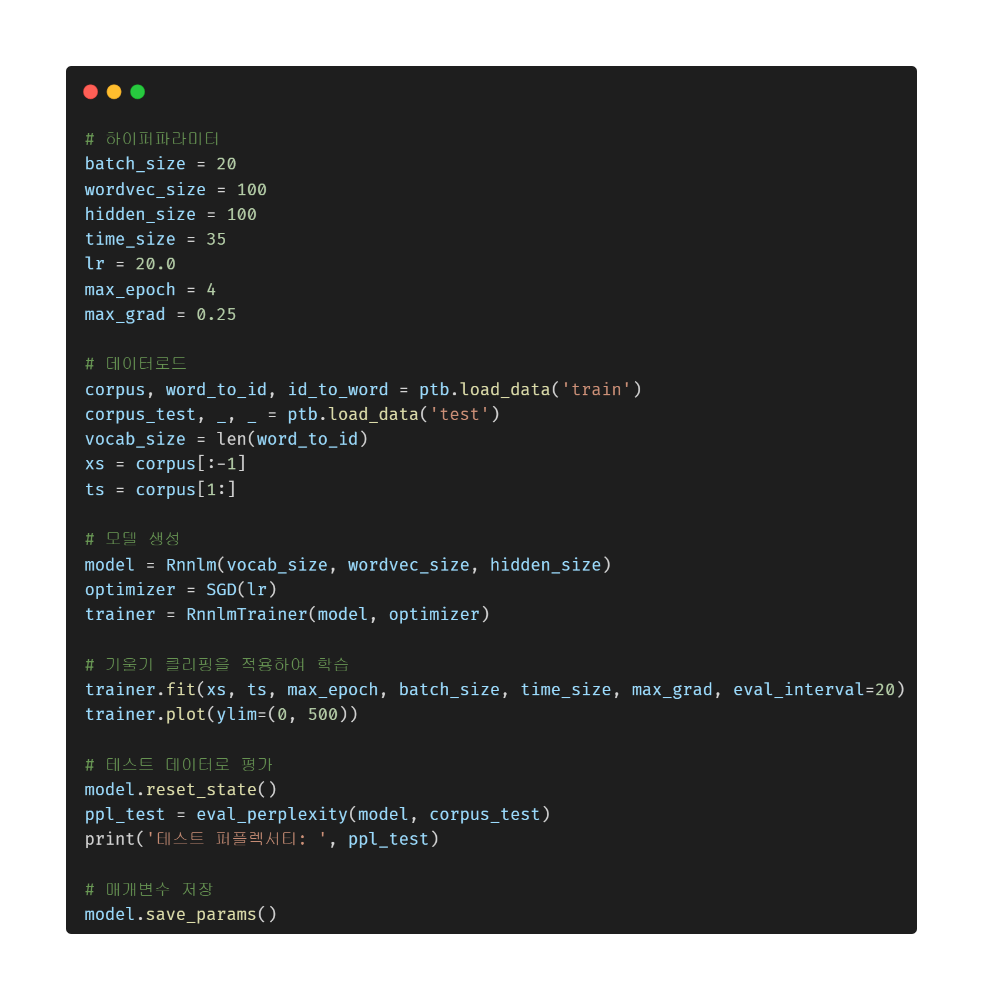 # 하이퍼파라미터
batch_size = 20
wordvec_size = 100
hidden_size = 100
time_size = 35
lr = 20.0
max_epoch = 4
max_grad = 0.25
# 데이터로드
corpus, word_to_id, id_to_word = ptb.load_data('train')
corpus_test, _, _ = ptb.load_data('test')
vocab_size = len(word_to_id)
xs = corpus[:-1]
ts = corpus[1:]
# 모델 생성
model = Rnnlm(vocab_size, wordvec_size, hidden_size)
optimizer = SGD(lr)
trainer = RnnlmTrainer(model, optimizer)
# 기울기 클리핑을 적용하여 학습
trainer.fit(xs, ts, max_epoch, batch_size, time_size, max_grad, eval_interval=20)
trainer.plot(ylim=(0, 500))
# 테스트 데이터로 평가
model.reset_state()
ppl_test = eval_perplexity(model, corpus_test)
print('테스트 퍼플렉서티: ', ppl_test)
# 매개변수 저장
model.save_params()